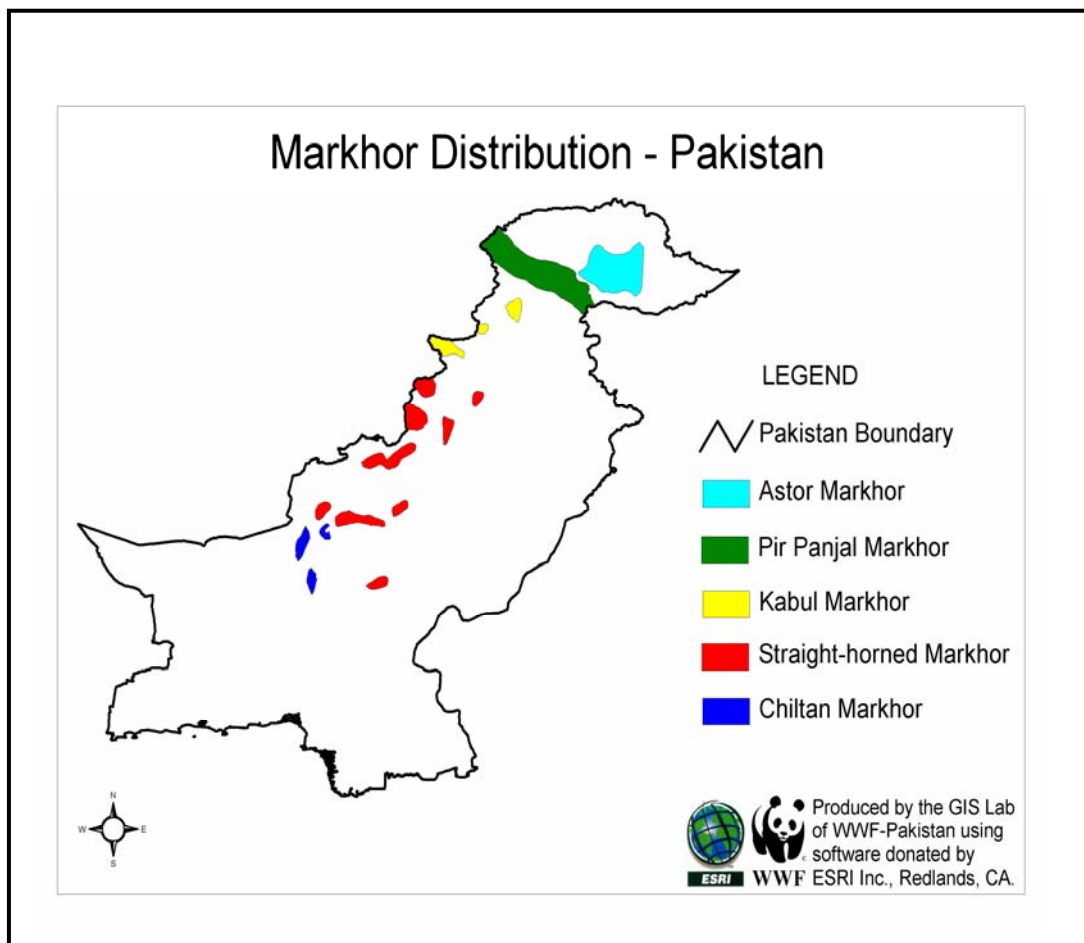 Markhor Distribution - Pakistan
LEGEND
Pakistan Boundary
Astor Markhor
Pir Panjal Markhor
Kabul Markhor
Straight-horned Markhor
Chiltan Markhor
N
W E
S
ESRI
WWF
Produced by the GIS Lab
of WWF-Pakistan using
software donated by
ESRI Inc., Redlands, CA.